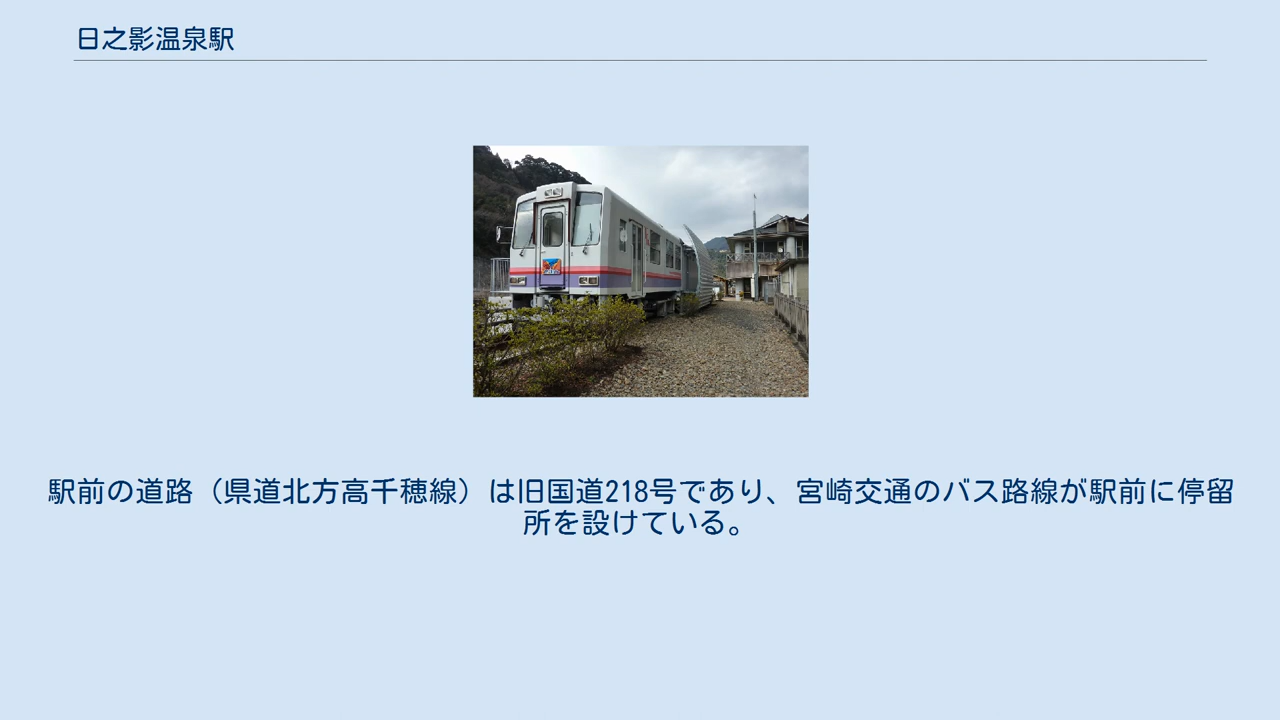 日之影温泉駅
駅前の道路（県道北方高千穂線）は旧国道218号であり、宮崎交通のバス路線が駅前に停留
所を設けている。